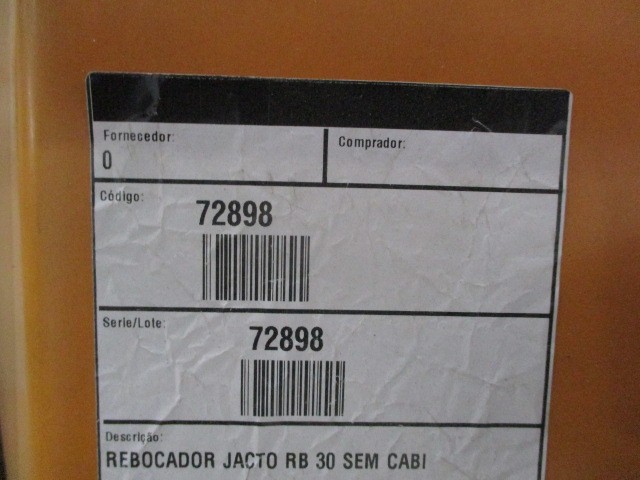 Fornecedor: Comprador:
0
Código:
72898
Serie/Lote:
72898
Descrição:
REBOCADOR JACTO RB 30 SEM CABI